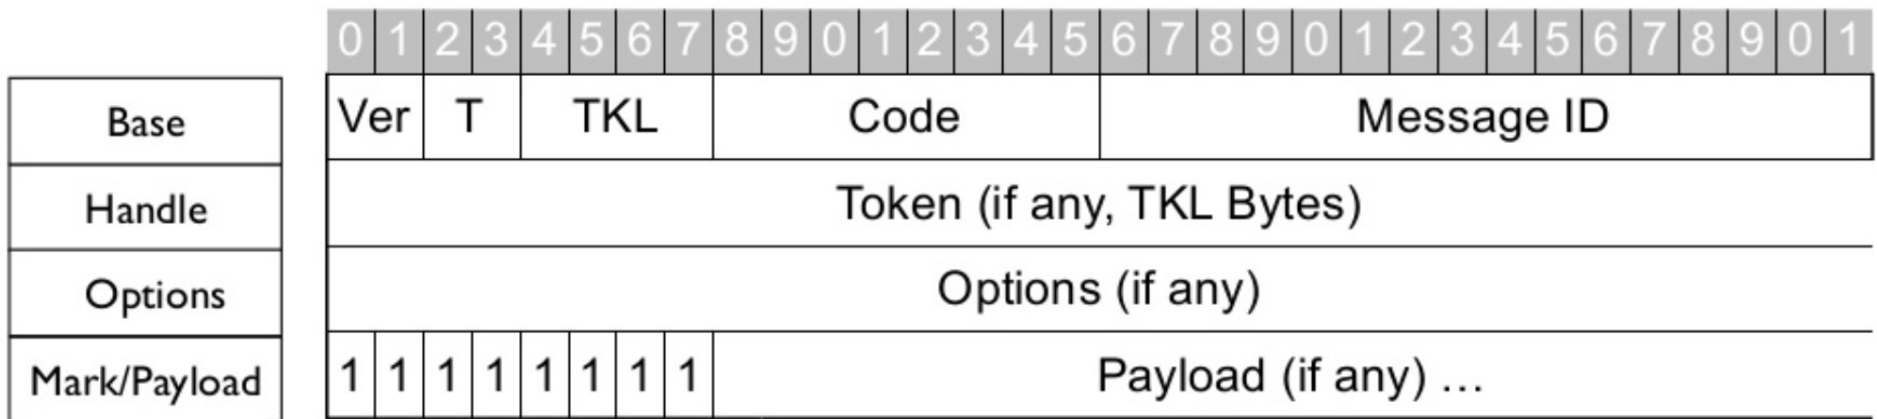 0 1 2 3 4 5 6 7 8 9 0 1 2 3 4 5 6 7 8 9 0 1 2 3 4 5 6 7 8 9 0 1
Base Ver T TKL Code Message ID
Handle Token (if any, TKL Bytes)
Options Options (if any)
Mark/Payload 1 1 1 1 1 1 1 1 Payload (if any) ...